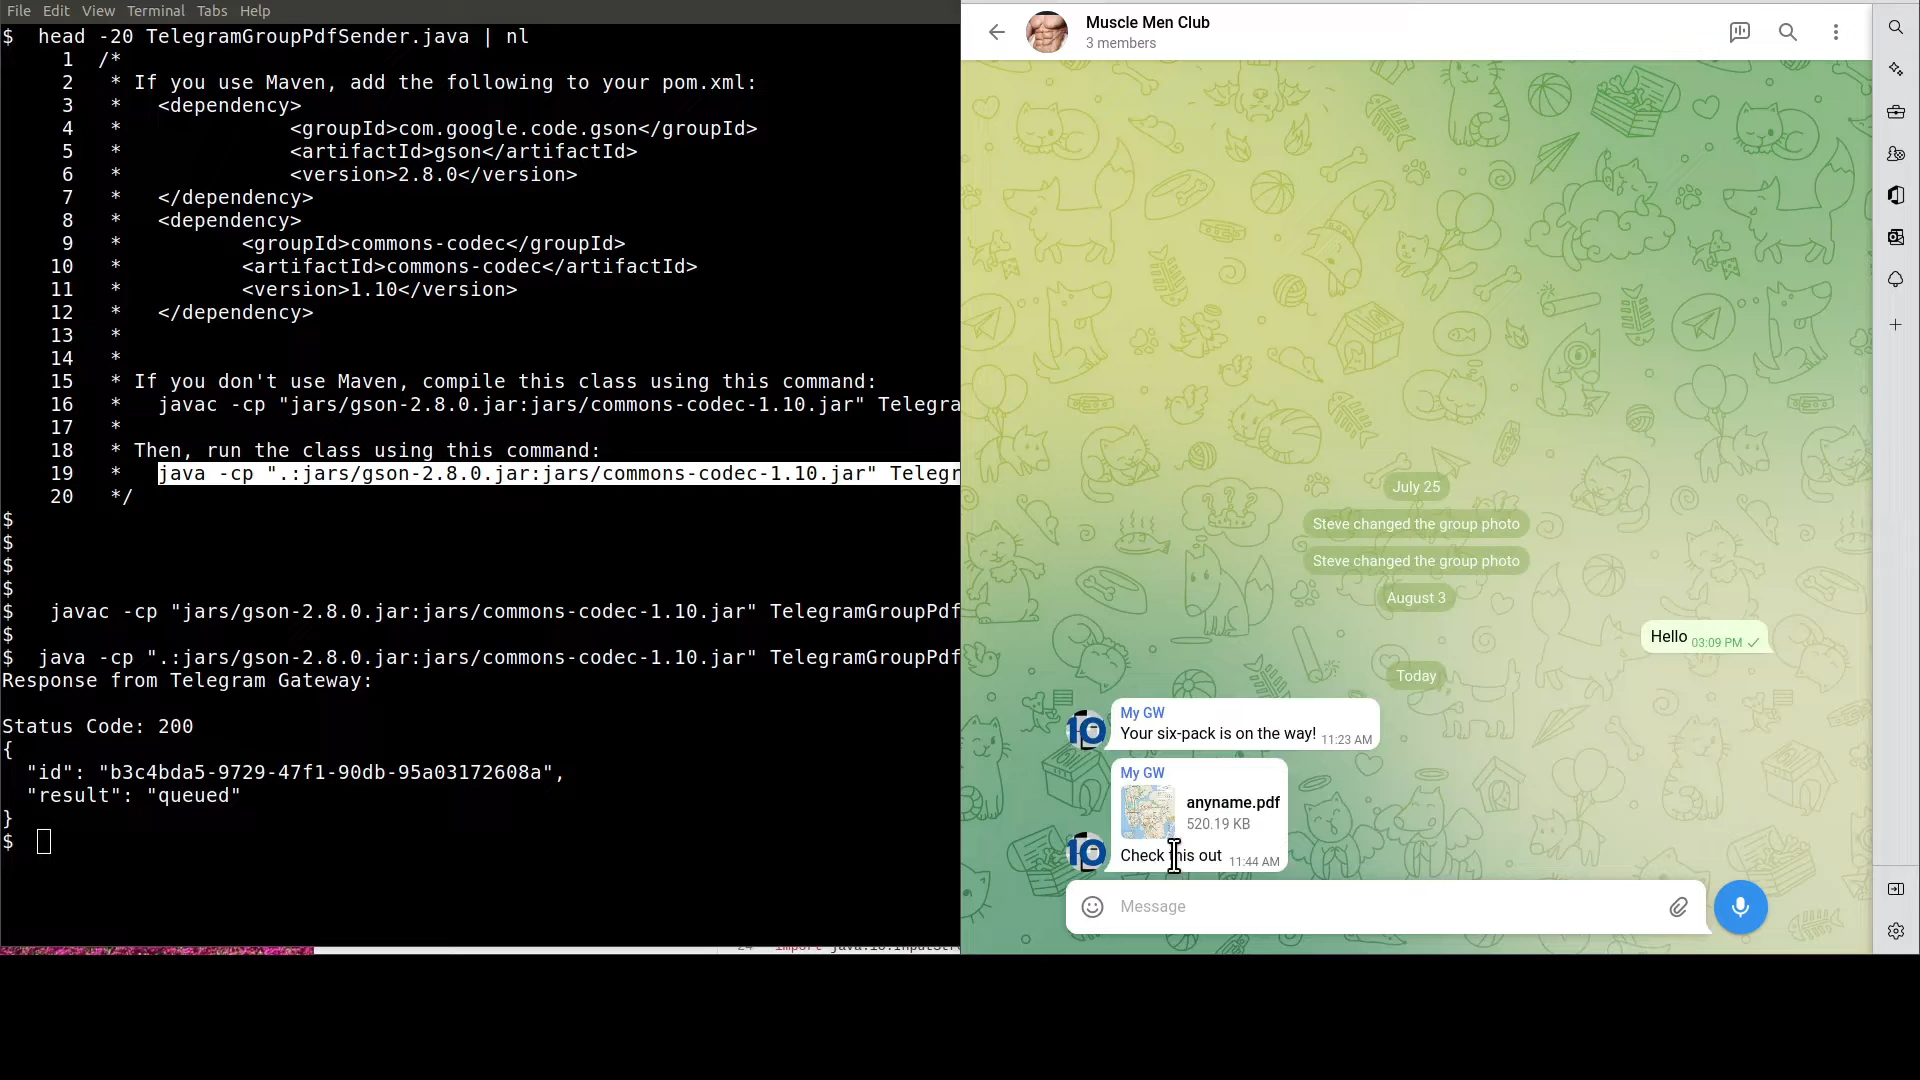 File Edit View Terminal Tabs Help
$ head -20 TelegramGroupPdfSender.java | nl
1 /*
2 * If you use Maven, add the following to your pom.xml:
3 * <dependency>
4 * <groupId>com.google.code.gson</groupId>
5 * <artifactId>gson</artifactId>
6 * <version>2.8.0</version>
7 * </dependency>
8 * <dependency>
9 * <groupId>commons-codec</groupId>
10 * <artifactId>commons-codec</artifactId>
11 * <version>1.10</version>
12 * </dependency>
13 *
14 *
15 * If you don't use Maven, compile this class using this command:
16 * javac -cp "jars/gson-2.8.0.jar:jars/commons-codec-1.10.jar" Telegra
17 *
18 * Then, run the class using this command:
19 * java -cp ".:jars/gson-2.8.0.jar:jars/commons-codec-1.10.jar" Telegr
20 */
$
$
$
$
$ javac -cp "jars/gson-2.8.0.jar:jars/commons-codec-1.10.jar" TelegramGroupPdf
$
$ java -cp ".:jars/gson-2.8.0.jar:jars/commons-codec-1.10.jar" TelegramGroupPdf
Response from Telegram Gateway:
Status Code: 200
{
"id": "b3c4bda5-9729-47f1-90db-95a03172608a",
"result": "queued"
}
$
Muscle Men Club
3 members
July 25
Steve changed the group photo
Steve changed the group photo
August 3
Hello 03:09 PM
Today
My GW
Your six-pack is on the way! 11:23 AM
My GW
anyname.pdf
520.19 KB
Check this out 11:44 AM
Message